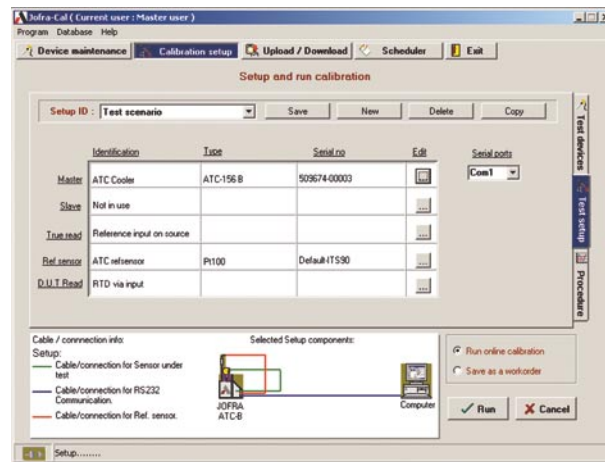 Jofra-Cal ( Current user : Master user )
Program Database Help
Device maintenance Calibration setup Upload / Download Scheduler Exit
Setup and run calibration
Setup ID : Test scenario Save New Delete Copy
Identification Type Serial.no Edit Serial ports
Master ATC Cooler ATC-156 B 509674-00003 ... Com1
Slave Not in use ...
True read Reference input on source ...
Ref. sensor ATC refsensor Pt100 Default-ITS90 ...
D.U.T Read RTD via input ...
Test devices
Test setup
Procedure
Cable / connnection info: Selected Setup components:
Setup:
Cable/connection for Sensor under
test
Cable/connection for RS232
Communication.
Cable/connection for Ref. sensor.
JOFRA
ATC-B
Computer
Run online calibration
Save as a workorder
Run Cancel
Setup........